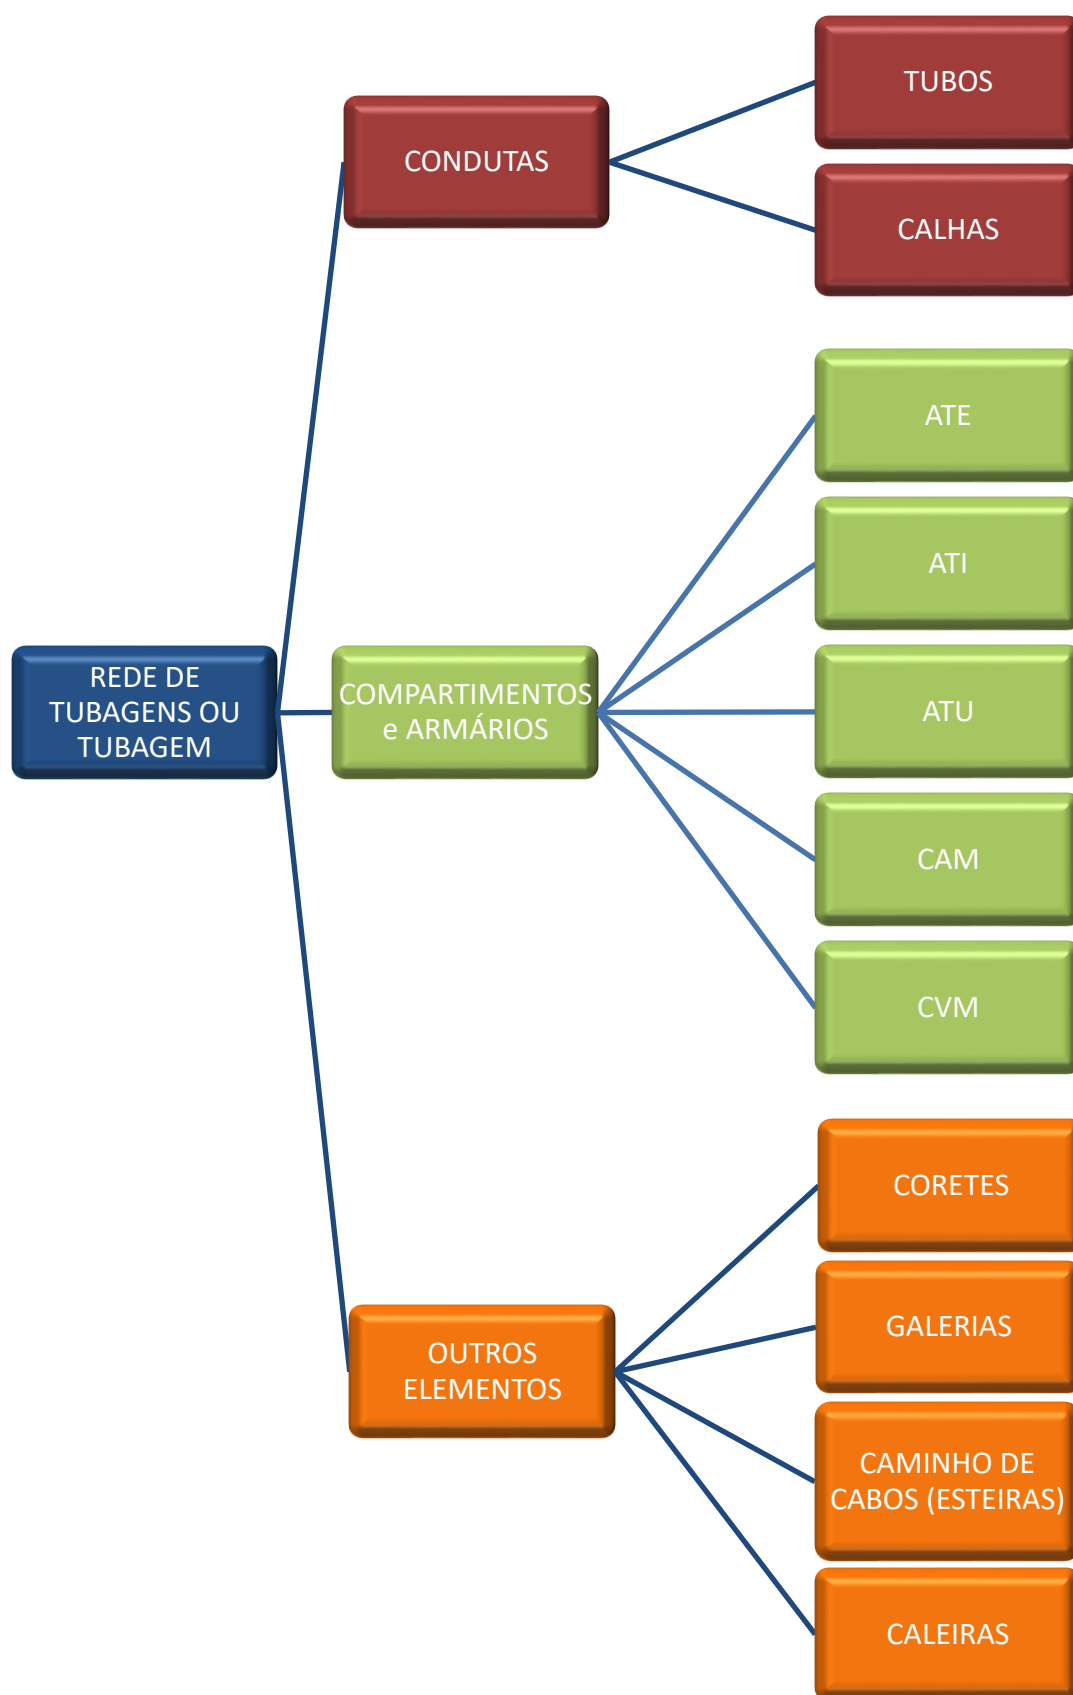 TUBOS
CONDUTAS
CALHAS
ATE
ATI
REDE DE
TUBAGENS OU
TUBAGEM
COMPARTIMENTOS
e ARMÁRIOS
ATU
CAM
CVM
CORETES
GALERIAS
OUTROS
ELEMENTOS
CAMINHO DE
CABOS (ESTEIRAS)
CALEIRAS